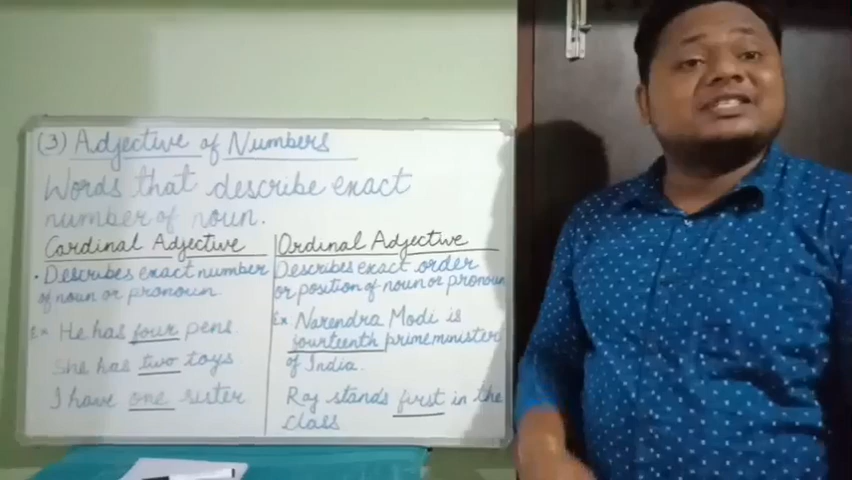 (3) Adjective of Numbers
Words that describe exact
number of noun.
Cardinal Adjective
• Describes exact number
of noun or pronoun.
Ex He has four pens.
She has two toys
I have one sister
Ordinal Adjective
Describes exact order
or position of noun or pronoun
Ex Narendra Modi is
fourteenth prime minister
of India.
Raj stands first in the
class